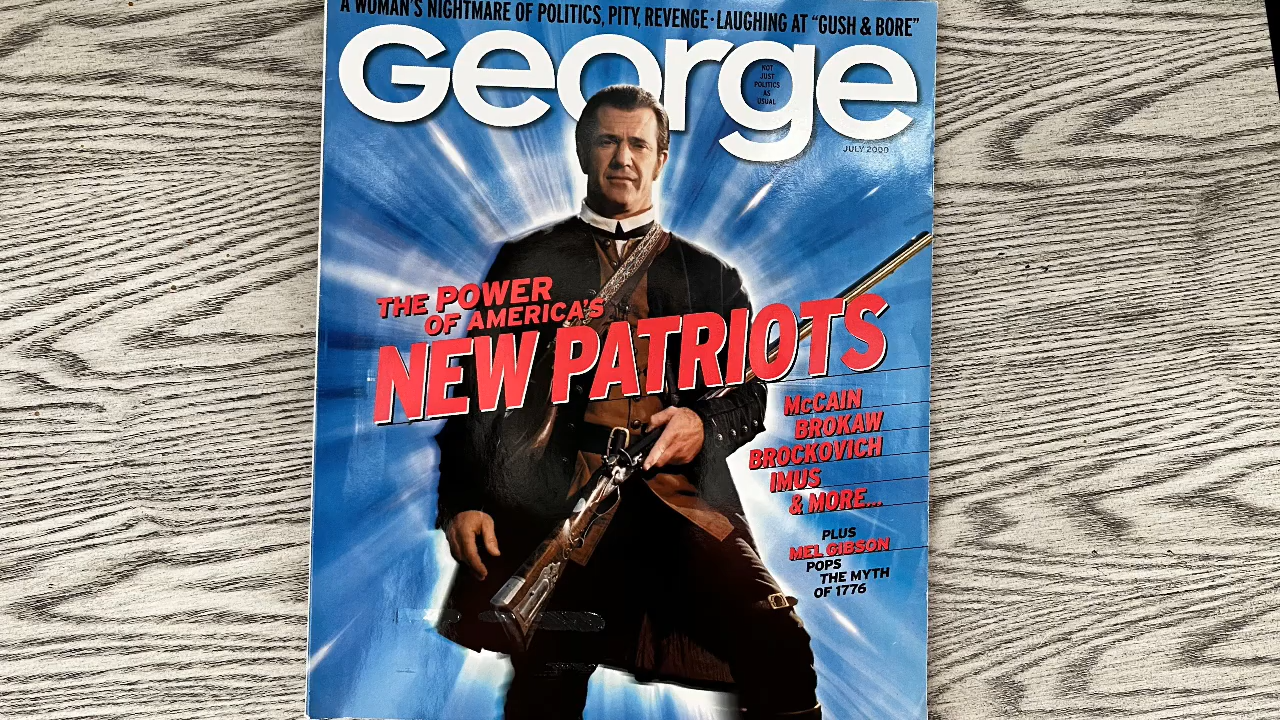 A WOMAN'S NIGHTMARE OF POLITICS, PITY, REVENGE · LAUGHING AT "GUSH & BORE"
George
NOT
JUST
POLITICS
AS
USUAL
JULY 2000
THE POWER
OF AMERICA'S
NEW PATRIOTS
McCAIN
BROKAW
BROCKOVICH
IMUS
& MORE...
PLUS
MEL GIBSON
POPS
THE MYTH
OF 1776